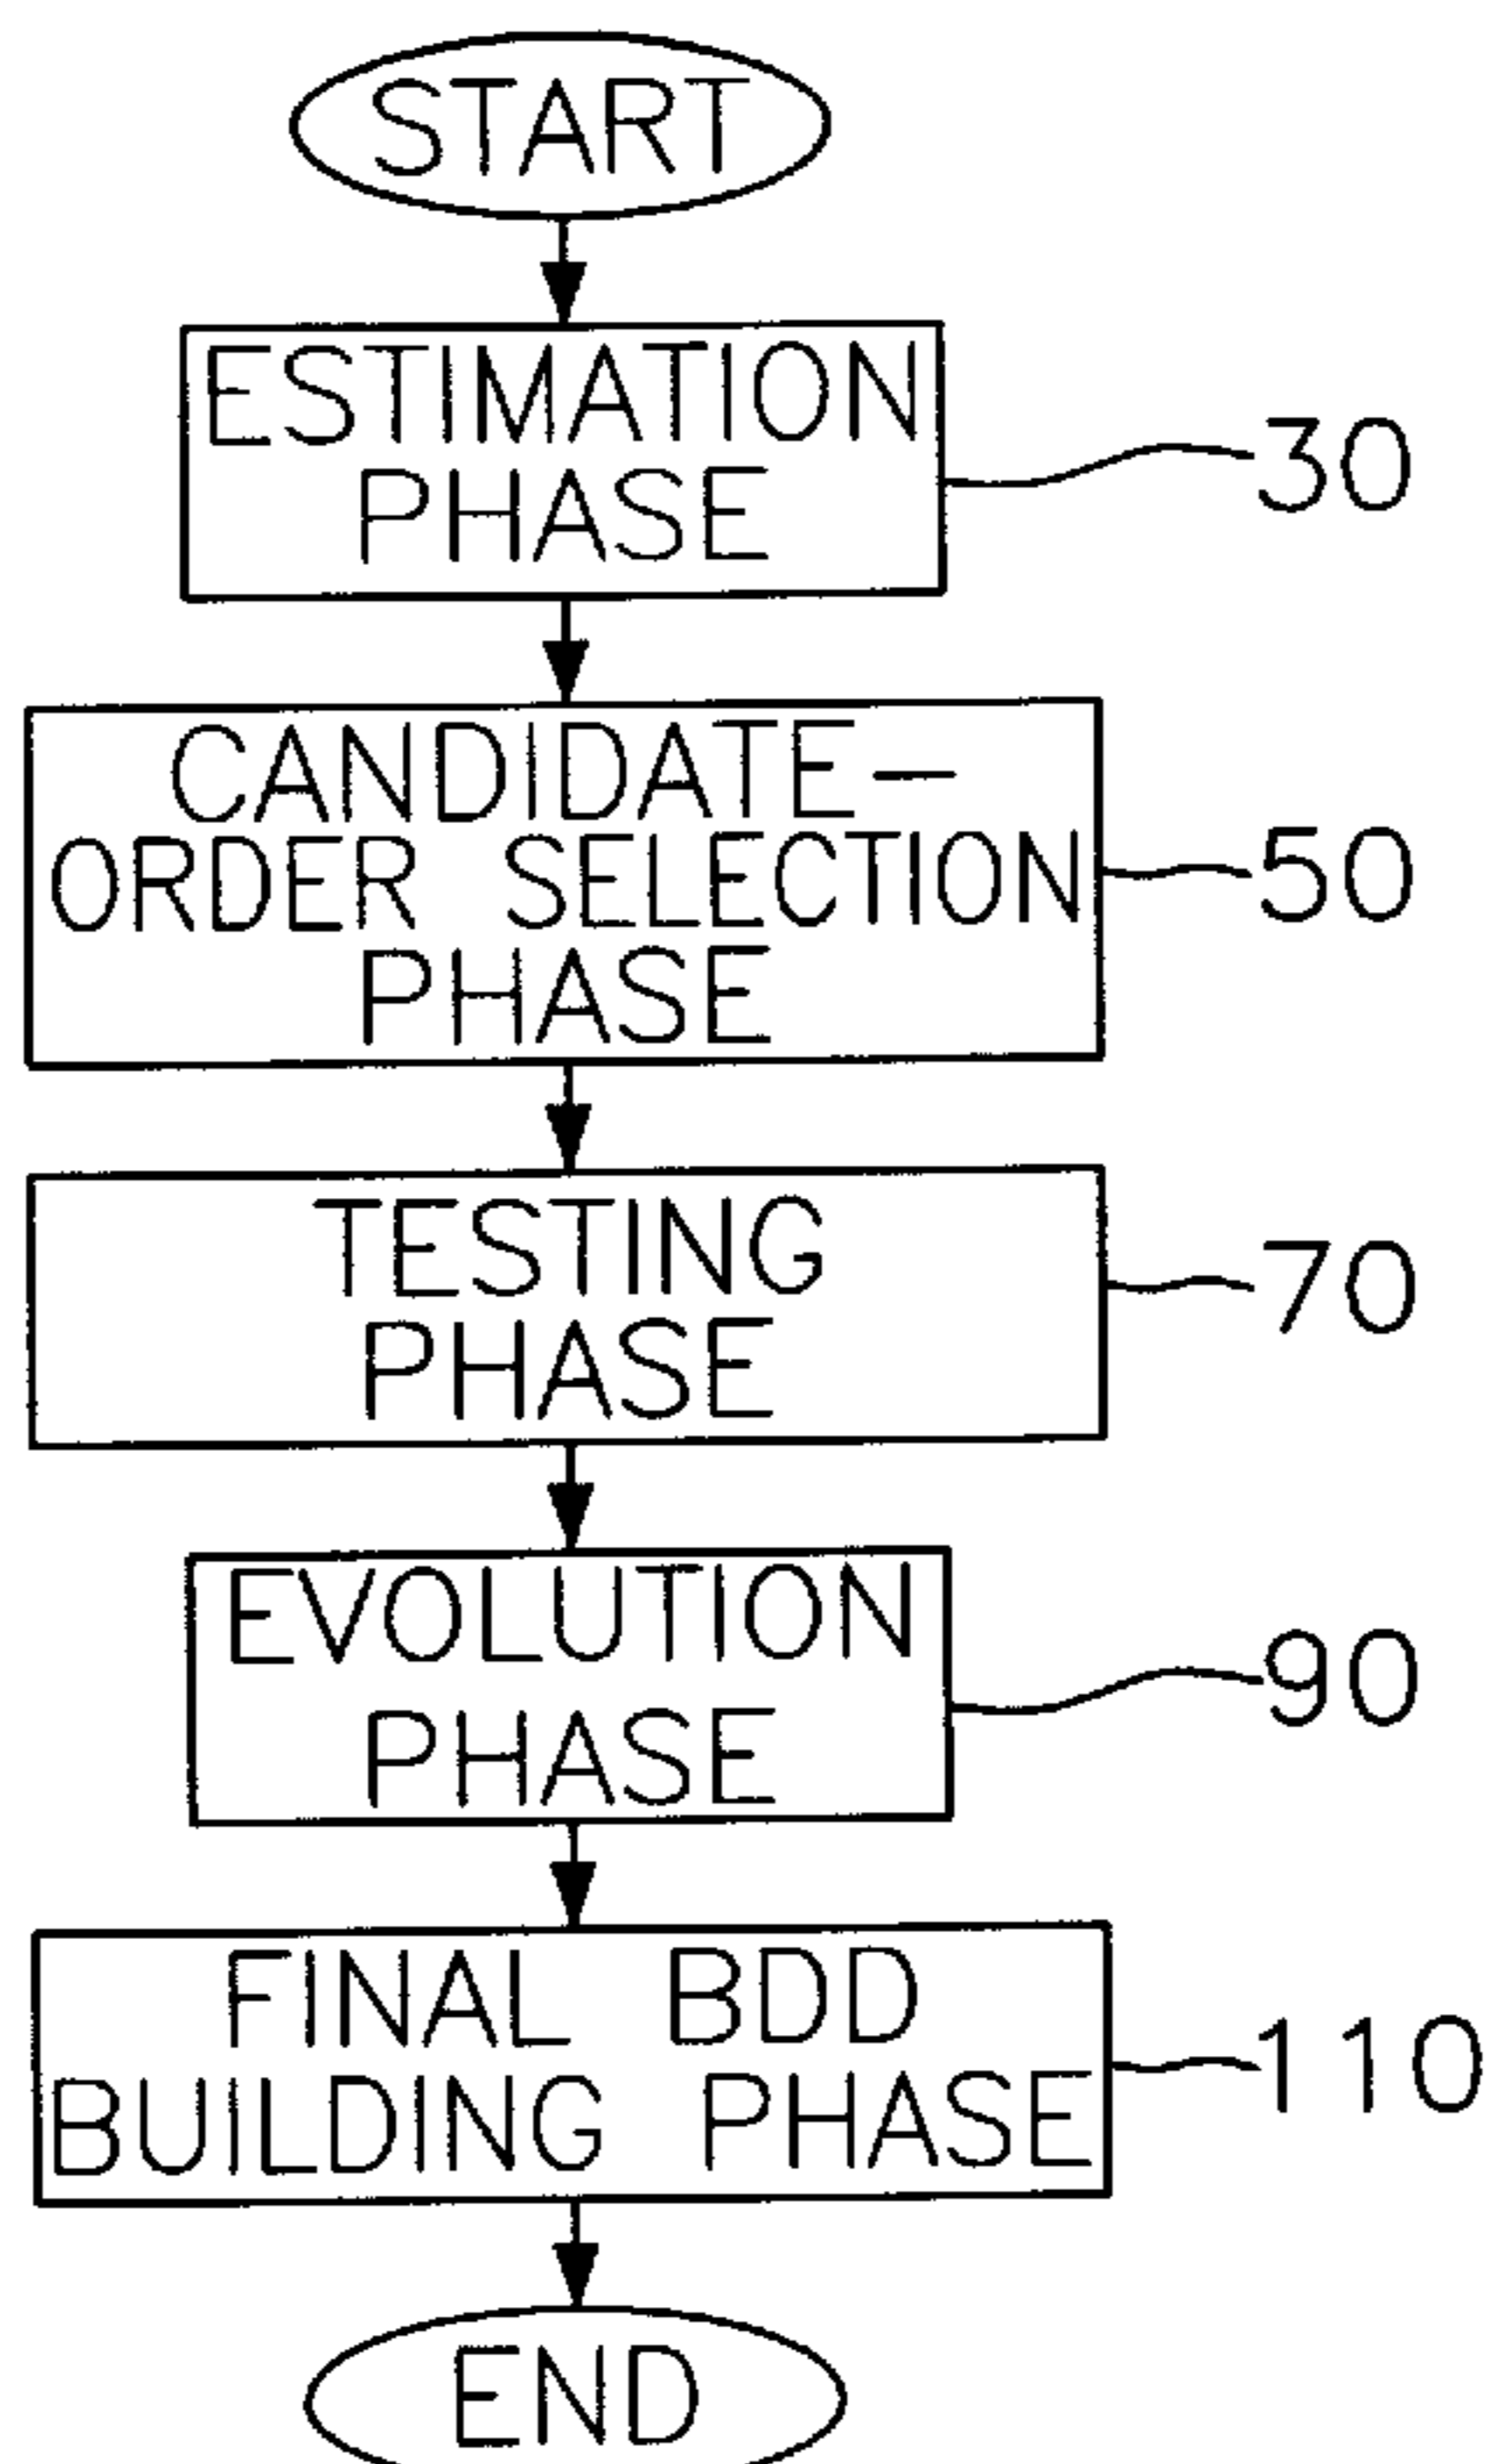 START
ESTIMATION
PHASE
30
CANDIDATE-
ORDER SELECTION
PHASE
50
TESTING
PHASE
70
EVOLUTION
PHASE
90
FINAL BDD
BUILDING PHASE
110
END